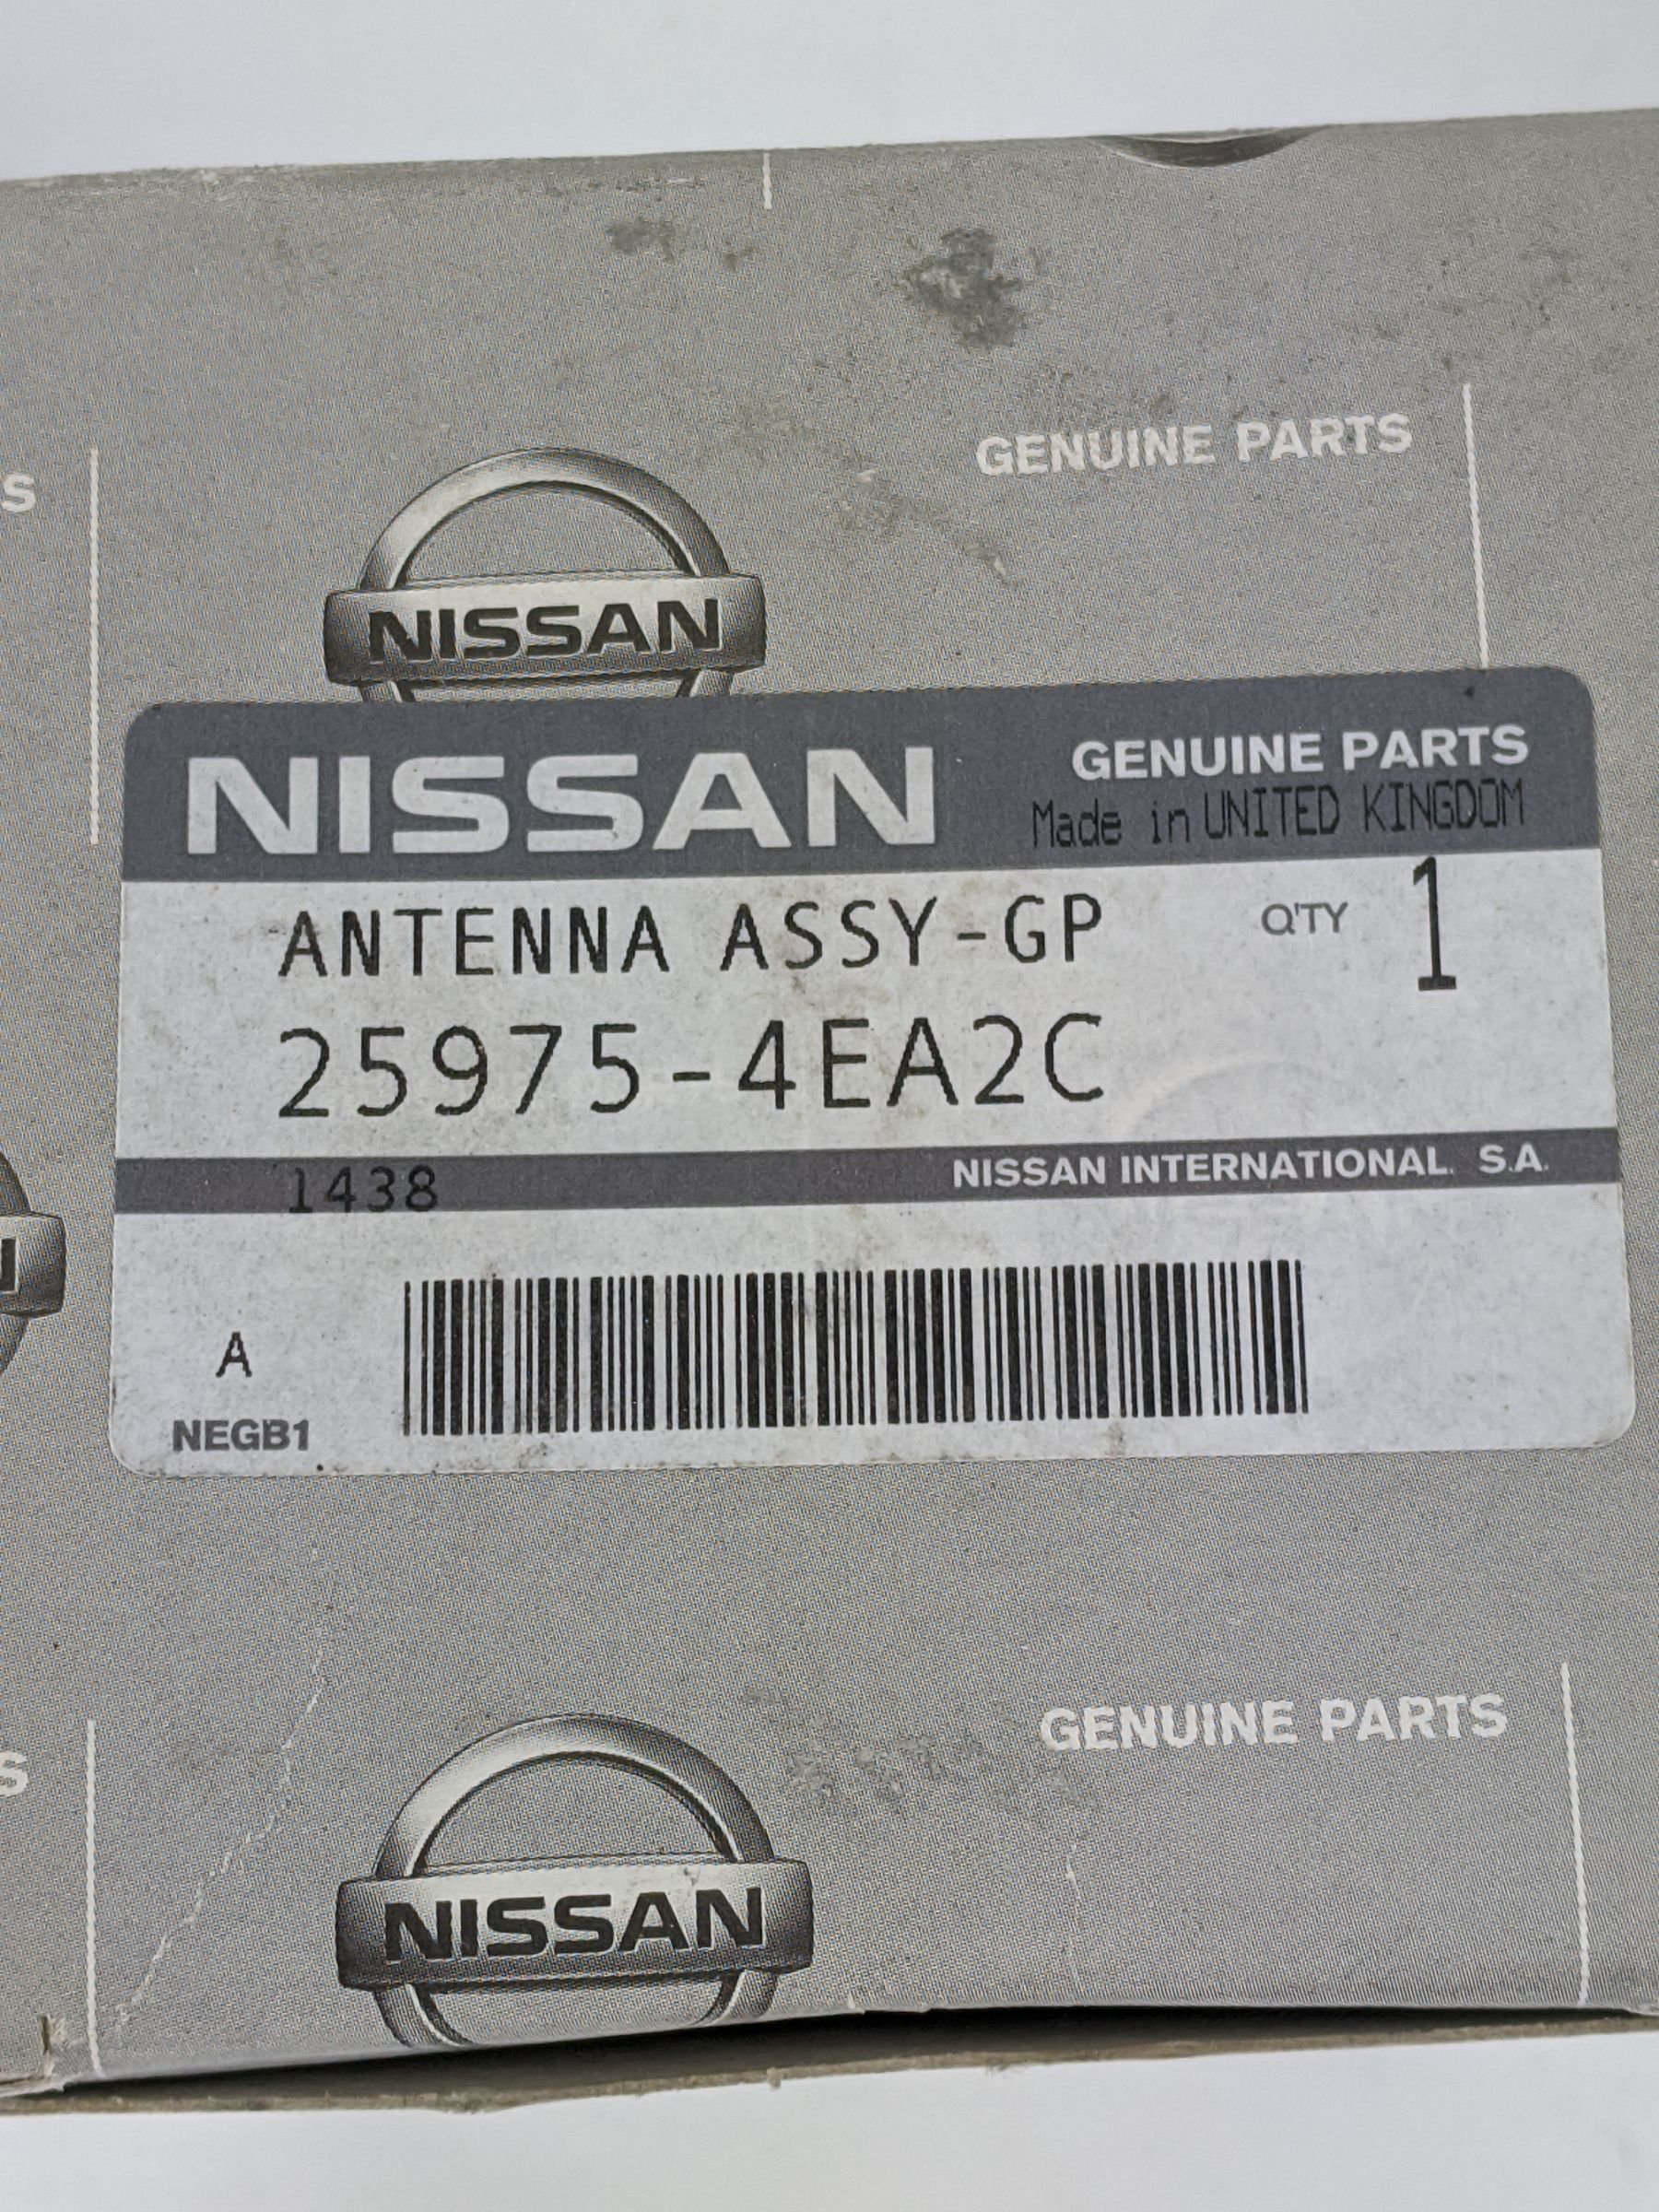 GENUINE PARTS
S
NISSAN
NISSAN
GENUINE PARTS
Made in UNITED KINGDOM
ANTENNA ASSY-GP
Q'TY 1
25975-4EA2C
1438
NISSAN INTERNATIONAL. S.A.
N
A
NEGB1
GENUINE PARTS
S
NISSAN